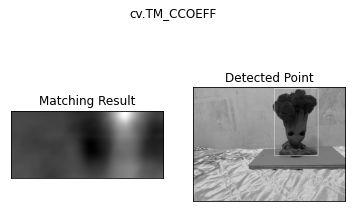 cv.TM_CCOEFF
Matching Result
Detected Point